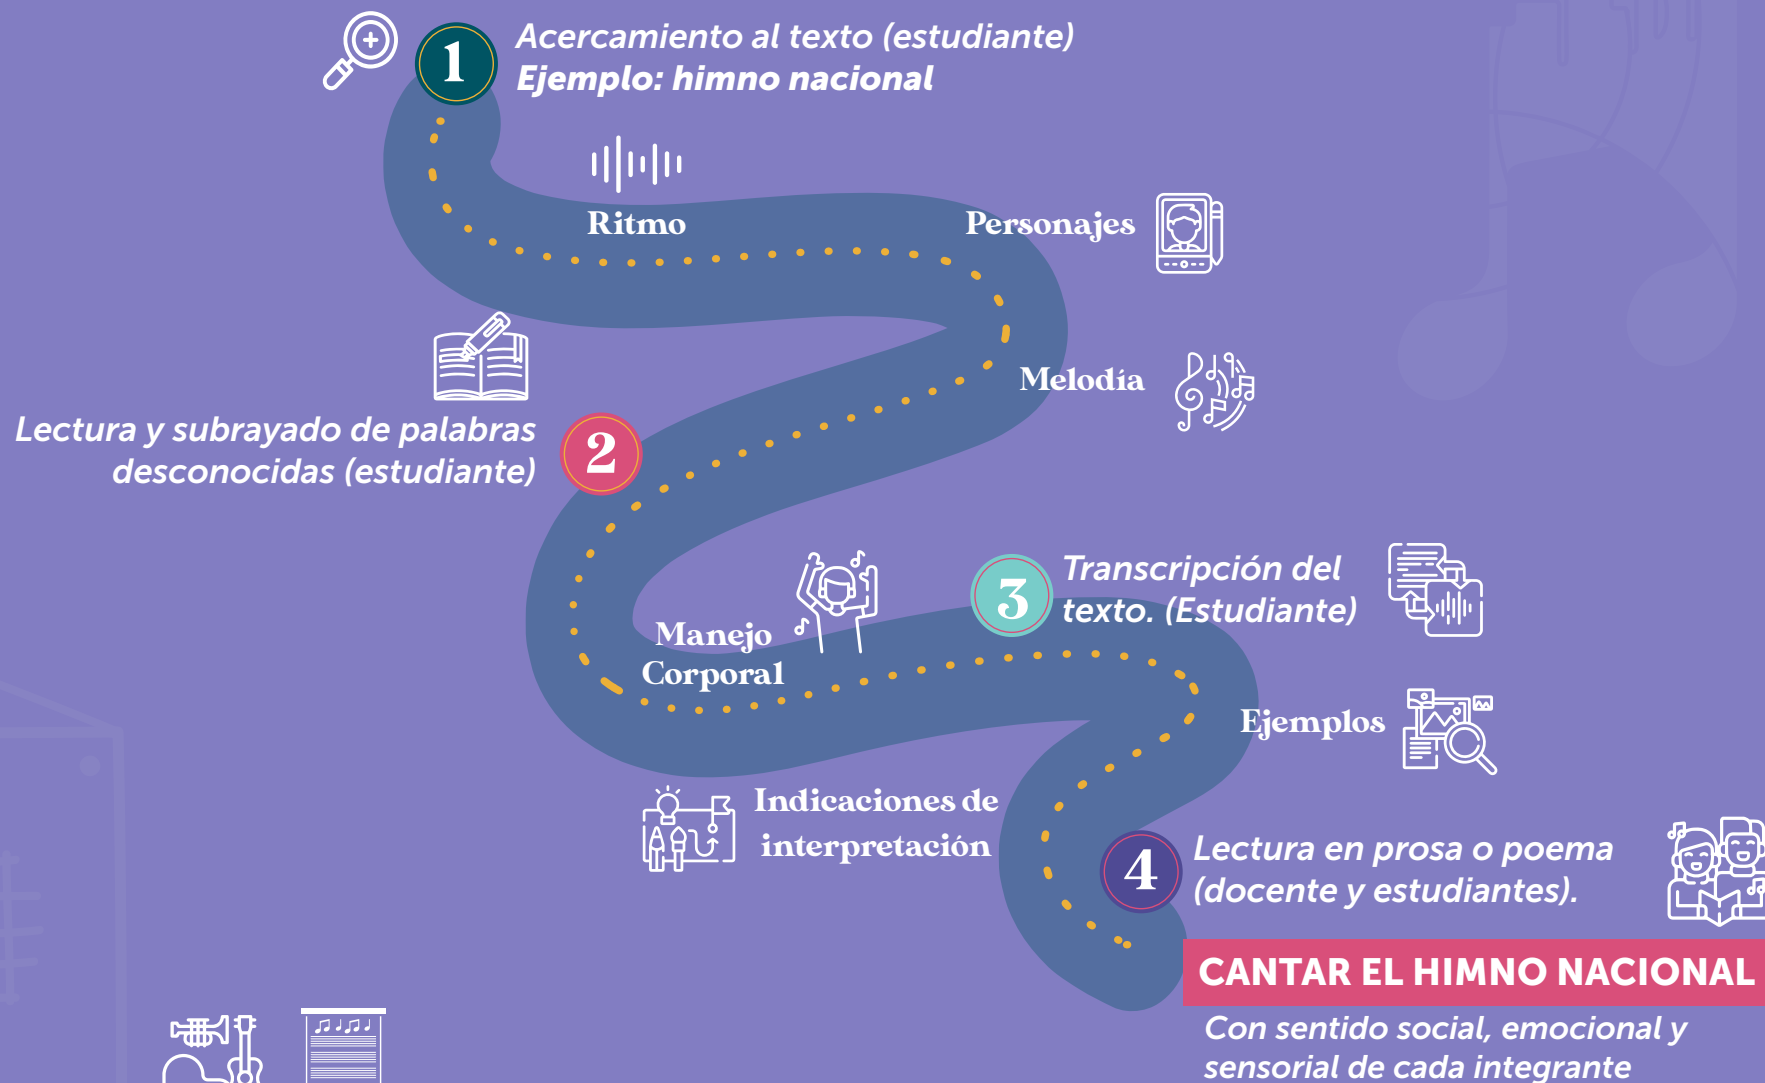 1
Acercamiento al texto (estudiante)
Ejemplo: himno nacional
Ritmo
Personajes
Melodía
2
Lectura y subrayado de palabras
desconocidas (estudiante)
3
Transcripción del
texto. (Estudiante)
Manejo
Corporal
Ejemplos
Indicaciones de
interpretación
4
Lectura en prosa o poema
(docente y estudiantes).
CANTAR EL HIMNO NACIONAL
Con sentido social, emocional y
sensorial de cada integrante